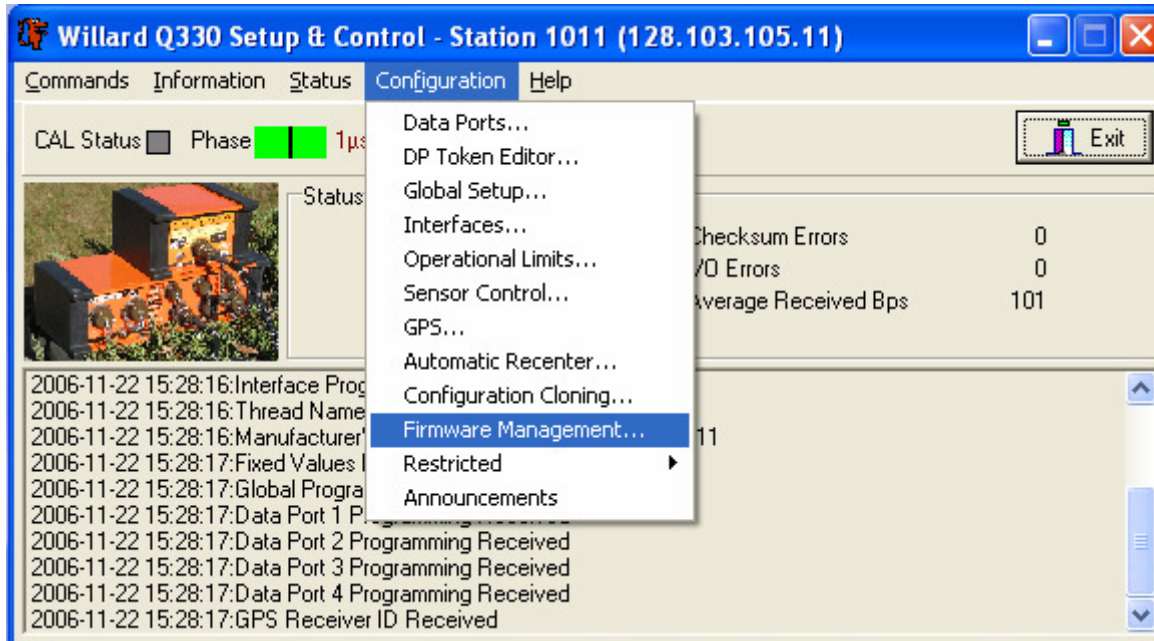 Willard Q330 Setup & Control - Station 1011 (128.103.105.11)
Commands Information Status Configuration Help
Data Ports...
DP Token Editor...
Global Setup...
Interfaces...
Operational Limits...
Sensor Control...
GPS...
Automatic Recenter...
Configuration Cloning...
Firmware Management...
Restricted
Announcements
CAL Status Phase 1µs
Exit
Status
Checksum Errors 0
I/O Errors 0
Average Received Bps 101
2006-11-22 15:28:16:Interface Prog
2006-11-22 15:28:16:Thread Name
2006-11-22 15:28:16:Manufacturer' 11
2006-11-22 15:28:17:Fixed Values
2006-11-22 15:28:17:Global Progra
2006-11-22 15:28:17:Data Port 1 Programming Received
2006-11-22 15:28:17:Data Port 2 Programming Received
2006-11-22 15:28:17:Data Port 3 Programming Received
2006-11-22 15:28:17:Data Port 4 Programming Received
2006-11-22 15:28:17:GPS Receiver ID Received